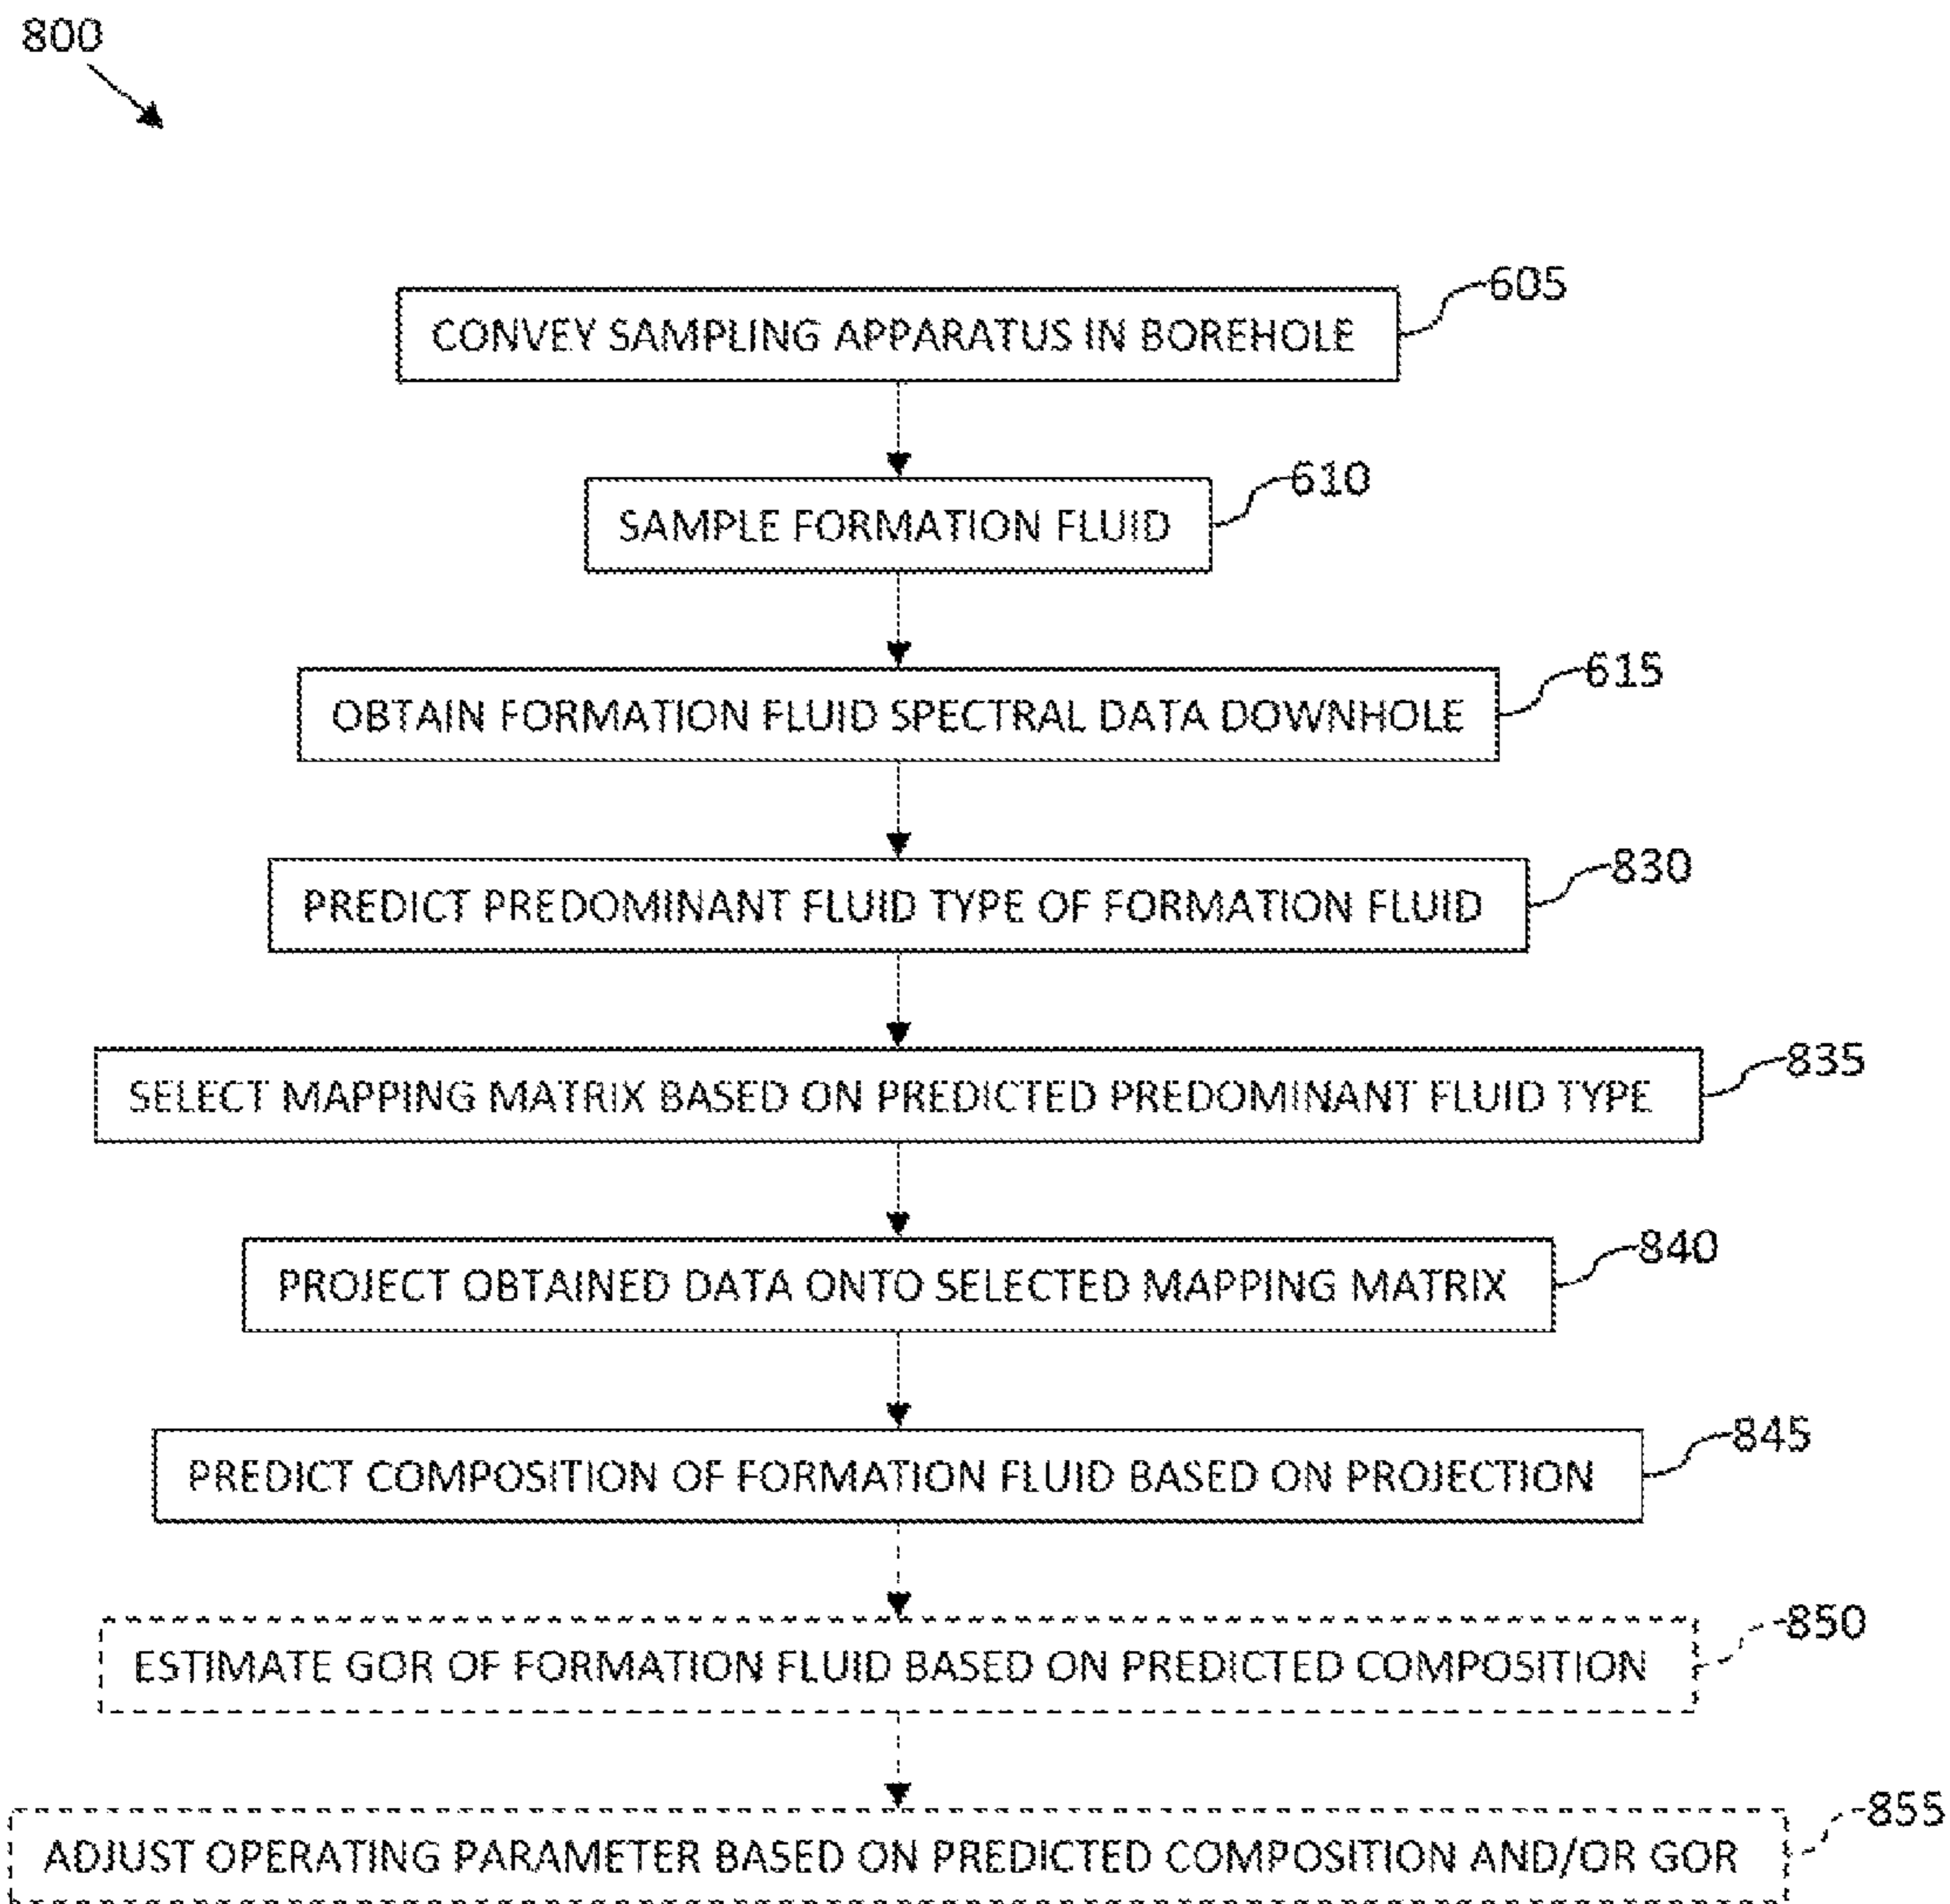 800
CONVEY SAMPLING APPARATUS IN BOREHOLE
605
SAMPLE FORMATION FLUID
610
OBTAIN FORMATION FLUID SPECTRAL DATA DOWNHOLE
615
PREDICT PREDOMINANT FLUID TYPE OF FORMATION FLUID
830
SELECT MAPPING MATRIX BASED ON PREDICTED PREDOMINANT FLUID TYPE
835
PROJECT OBTAINED DATA ONTO SELECTED MAPPING MATRIX
840
PREDICT COMPOSITION OF FORMATION FLUID BASED ON PROJECTION
845
ESTIMATE GOR OF FORMATION FLUID BASED ON PREDICTED COMPOSITION
850
ADJUST OPERATING PARAMETER BASED ON PREDICTED COMPOSITION AND/OR GOR
855